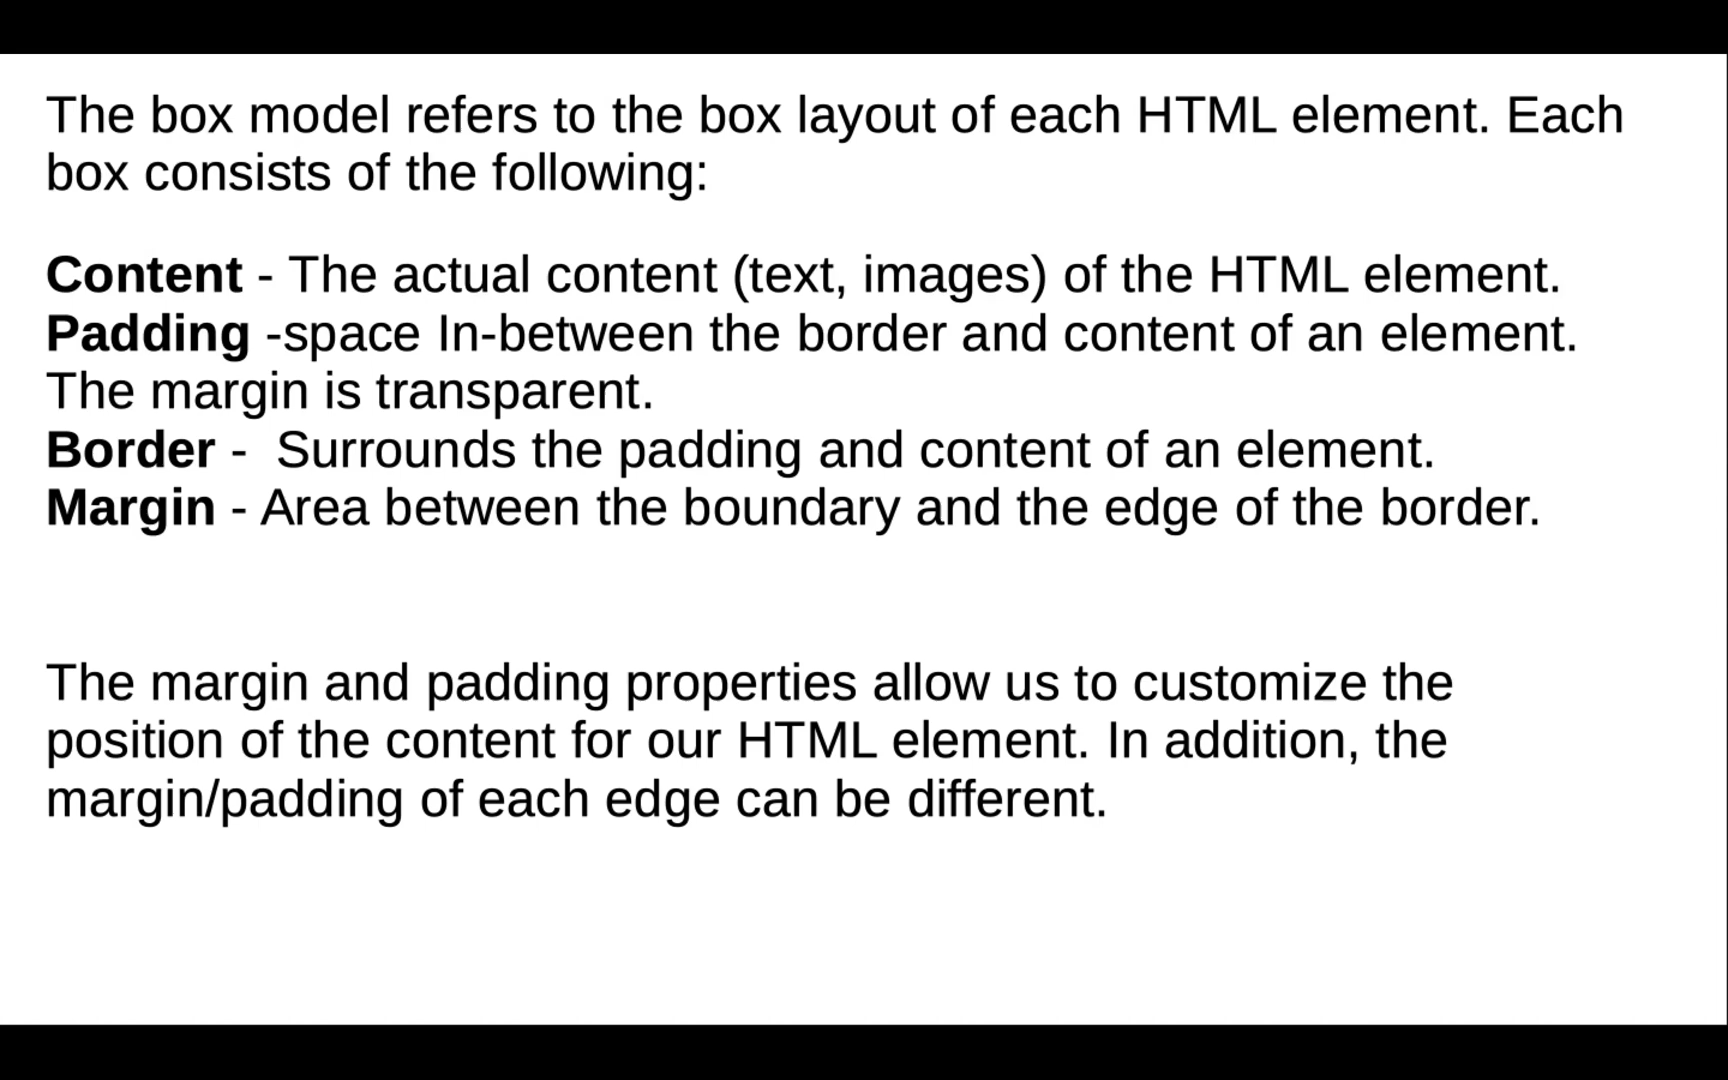 The box model refers to the box layout of each HTML element. Each
box consists of the following:
Content - The actual content (text, images) of the HTML element.
Padding -space In-between the border and content of an element.
The margin is transparent.
Border -  Surrounds the padding and content of an element.
Margin - Area between the boundary and the edge of the border.
The margin and padding properties allow us to customize the
position of the content for our HTML element. In addition, the
margin/padding of each edge can be different.